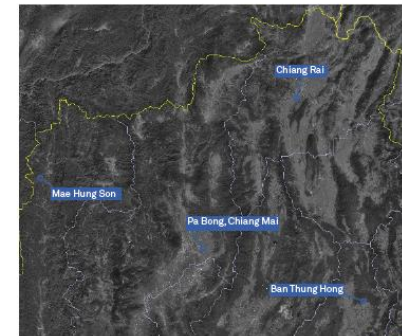 Chiang Rai
Mae Hung Son
Pa Bong, Chiang Mai
Ban Thung Hong